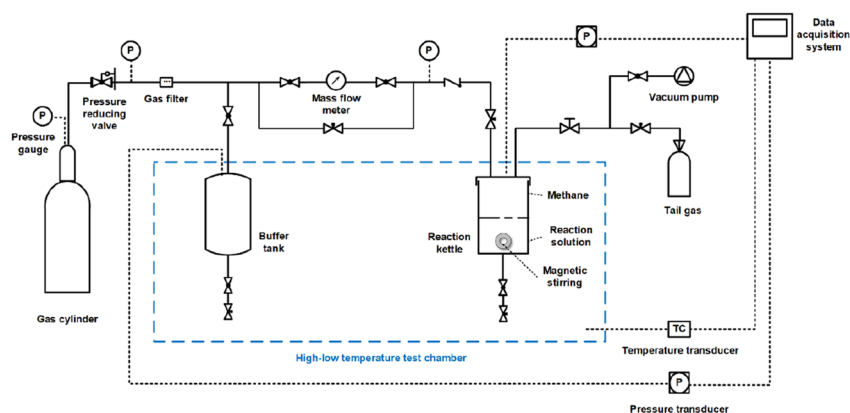 P
P
P
Data
acquisition
system
Pressure
reducing
valve
Gas filter
Mass flow
meter
Vacuum pump
P
Pressure
gauge
Methane
Tail gas
Buffer
tank
Reaction
kettle
Reaction
solution
Magnetic
stirring
Gas cylinder
TC
High-low temperature test chamber
Temperature transducer
P
Pressure transducer